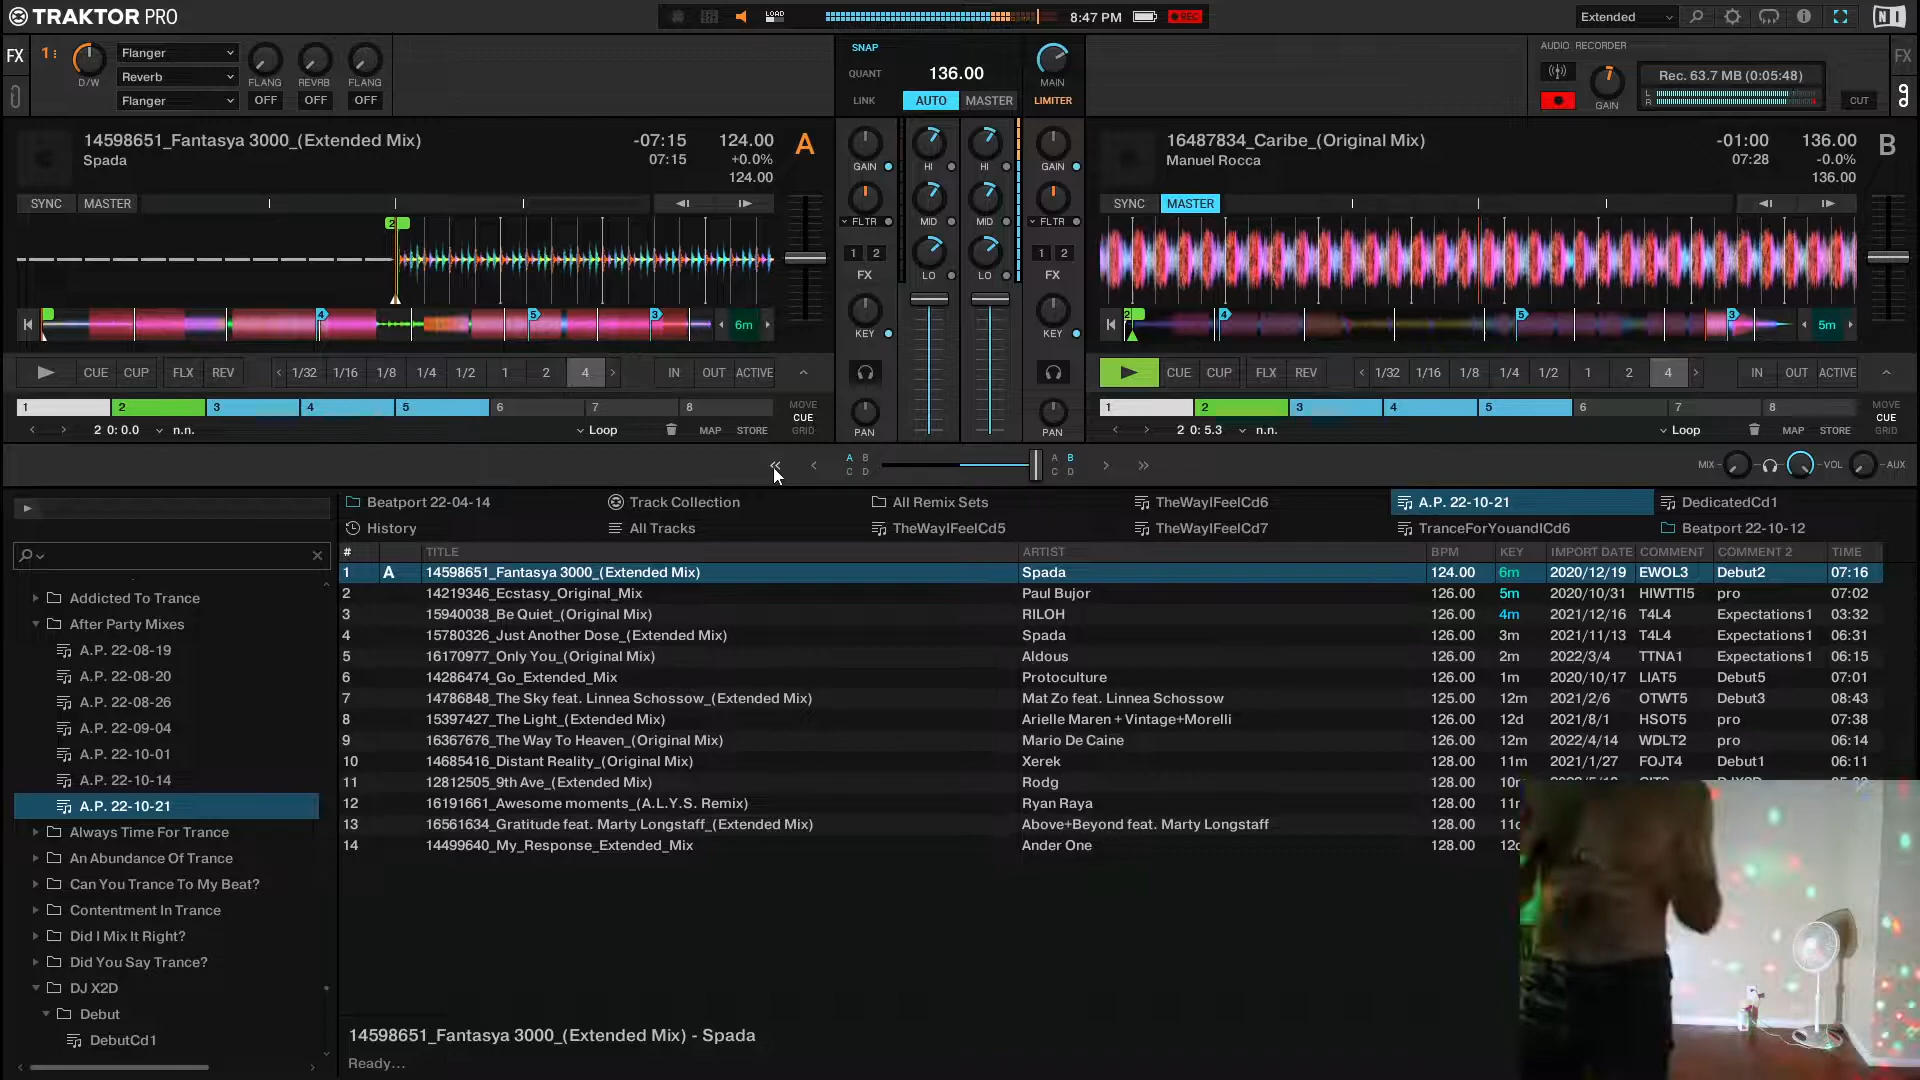 TRAKTOR PRO
LOAD
8:47 PM
REC
Extended
FX
1
D/W
Flanger
Reverb
Flanger
FLANG REVRB FLANG
OFF OFF OFF
SNAP
QUANT
LINK
136.00
AUTO MASTER
MAIN
LIMITER
AUDIO RECORDER
GAIN
Rec. 63.7 MB (0:05:48)
L
R
CUT
FX
14598651_Fantasya 3000_(Extended Mix)
Spada
-07:15
07:15
124.00
+0.0%
124.00
A
SYNC MASTER
2
4 5 3
6m
CUE CUP FLX REV
1/32 1/16 1/8 1/4 1/2 1 2 4
IN OUT ACTIVE
1 2 3 4 5 6 7 8
MOVE
CUE
GRID
2 0: 0.0
n.n.
Loop
MAP STORE
GAIN HI HI GAIN
FLTR MID MID FLTR
1 2 1 2
FX LO LO FX
KEY KEY
PAN PAN
16487834_Caribe_(Original Mix)
Manuel Rocca
-01:00
07:28
136.00
-0.0%
136.00
B
SYNC MASTER
2 4 5 3
5m
CUE CUP FLX REV
1/32 1/16 1/8 1/4 1/2 1 2 4
IN OUT ACTIVE
1 2 3 4 5 6 7 8
MOVE
CUE
GRID
2 0: 5.3
n.n.
Loop
MAP STORE
A B
C D
A B
C D
MIX VOL AUX
Beatport 22-04-14 Track Collection All Remix Sets TheWayIFeelCd6 A.P. 22-10-21 DedicatedCd1
History All Tracks TheWayIFeelCd5 TheWayIFeelCd7 TranceForYouandICd6 Beatport 22-10-12
Addicted To Trance
After Party Mixes
A.P. 22-08-19
A.P. 22-08-20
A.P. 22-08-26
A.P. 22-09-04
A.P. 22-10-01
A.P. 22-10-14
A.P. 22-10-21
Always Time For Trance
An Abundance Of Trance
Can You Trance To My Beat?
Contentment In Trance
Did I Mix It Right?
Did You Say Trance?
DJ X2D
Debut
DebutCd1
# TITLE ARTIST BPM KEY IMPORT DATE COMMENT COMMENT 2 TIME
1 A 14598651_Fantasya 3000_(Extended Mix) Spada 124.00 6m 2020/12/19 EWOL3 Debut2 07:16
2 14219346_Ecstasy_Original_Mix Paul Bujor 126.00 5m 2020/10/31 HIWTTI5 pro 07:02
3 15940038_Be Quiet_(Original Mix) RILOH 126.00 4m 2021/12/16 T4L4 Expectations1 03:32
4 15780326_Just Another Dose_(Extended Mix) Spada 126.00 3m 2021/11/13 T4L4 Expectations1 06:31
5 16170977_Only You_(Original Mix) Aldous 126.00 2m 2022/3/4 TTNA1 Expectations1 06:15
6 14286474_Go_Extended_Mix Protoculture 126.00 1m 2020/10/17 LIAT5 Debut5 07:01
7 14786848_The Sky feat. Linnea Schossow_(Extended Mix) Mat Zo feat. Linnea Schossow 125.00 12m 2021/2/6 OTWT5 Debut3 08:43
8 15397427_The Light_(Extended Mix) Arielle Maren + Vintage+Morelli 126.00 12d 2021/8/1 HSOT5 pro 07:38
9 16367676_The Way To Heaven_(Original Mix) Mario De Caine 126.00 12m 2022/4/14 WDLT2 pro 06:14
10 14685416_Distant Reality_(Original Mix) Xerek 128.00 11m 2021/1/27 FOJT4 Debut1 06:11
11 12812505_9th Ave_(Extended Mix) Rodg 128.00
12 16191661_Awesome moments_(A.L.Y.S. Remix) Ryan Raya 128.00
13 16561634_Gratitude feat. Marty Longstaff_(Extended Mix) Above+Beyond feat. Marty Longstaff 128.00
14 14499640_My_Response_Extended_Mix Ander One 128.00
14598651_Fantasya 3000_(Extended Mix) - Spada
Ready...